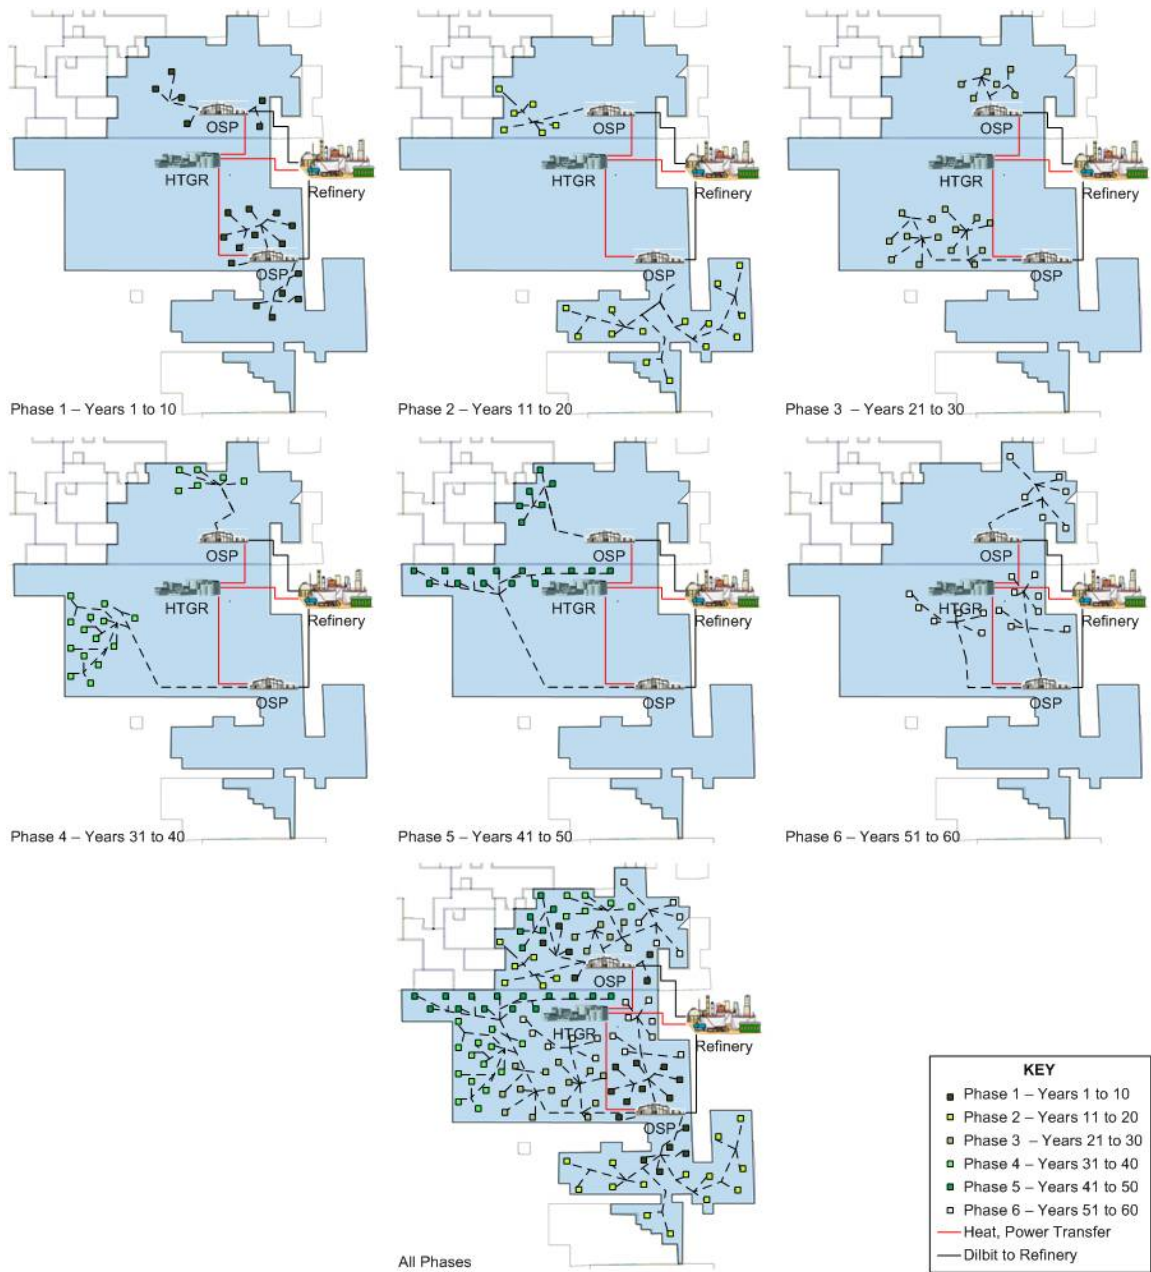 OSP
HTGR
Refinery
OSP
Phase 1 – Years 1 to 10
OSP
HTGR
Refinery
OSP
Phase 2 – Years 11 to 20
OSP
HTGR
Refinery
OSP
Phase 3 – Years 21 to 30
OSP
HTGR
Refinery
OSP
Phase 4 – Years 31 to 40
OSP
HTGR
Refinery
OSP
Phase 5 – Years 41 to 50
OSP
HTGR
Refinery
OSP
Phase 6 – Years 51 to 60
OSP
HTGR
Refinery
OSP
All Phases
KEY
Phase 1 – Years 1 to 10
Phase 2 – Years 11 to 20
Phase 3 – Years 21 to 30
Phase 4 – Years 31 to 40
Phase 5 – Years 41 to 50
Phase 6 – Years 51 to 60
Heat, Power Transfer
Dilbit to Refinery